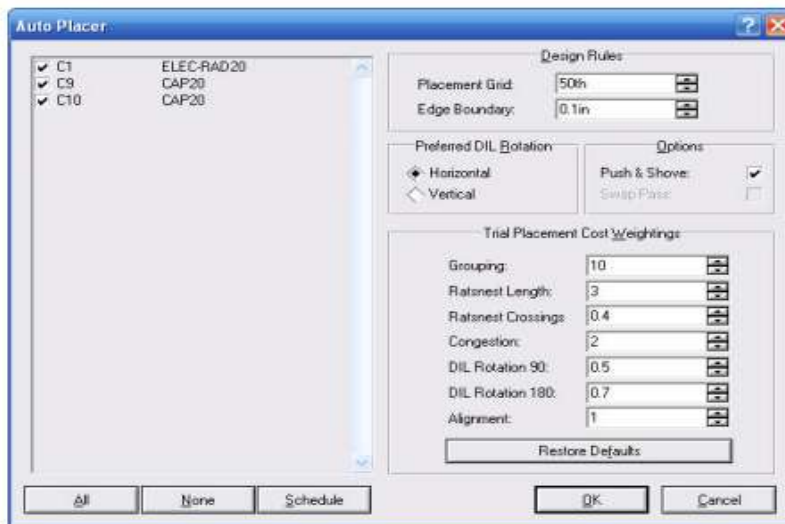 Auto Placer
C1 ELEC-RAD20
C9 CAP20
C10 CAP20
Design Rules
Placement Grid: 50th
Edge Boundary: 0.1in
Preferred DIL Rotation
Horizontal
Vertical
Options
Push & Shove:
Swap Pass:
Trial Placement Cost Weightings
Grouping: 10
Ratsnest Length: 3
Ratsnest Crossings 0.4
Congestion: 2
DIL Rotation 90: 0.5
DIL Rotation 180: 0.7
Alignment: 1
Restore Defaults
All None Schedule OK Cancel